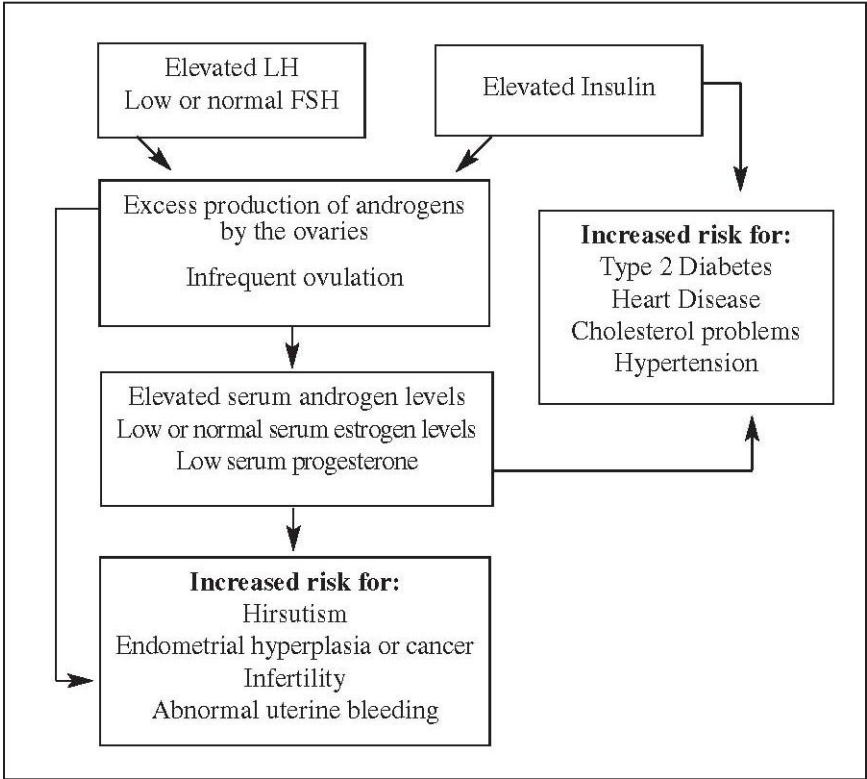 Elevated LH
Low or normal FSH
Elevated Insulin
Excess production of androgens
by the ovaries
Infrequent ovulation
Increased risk for:
Type 2 Diabetes
Heart Disease
Cholesterol problems
Hypertension
Elevated serum androgen levels
Low or normal serum estrogen levels
Low serum progesterone
Increased risk for:
Hirsutism
Endometrial hyperplasia or cancer
Infertility
Abnormal uterine bleeding